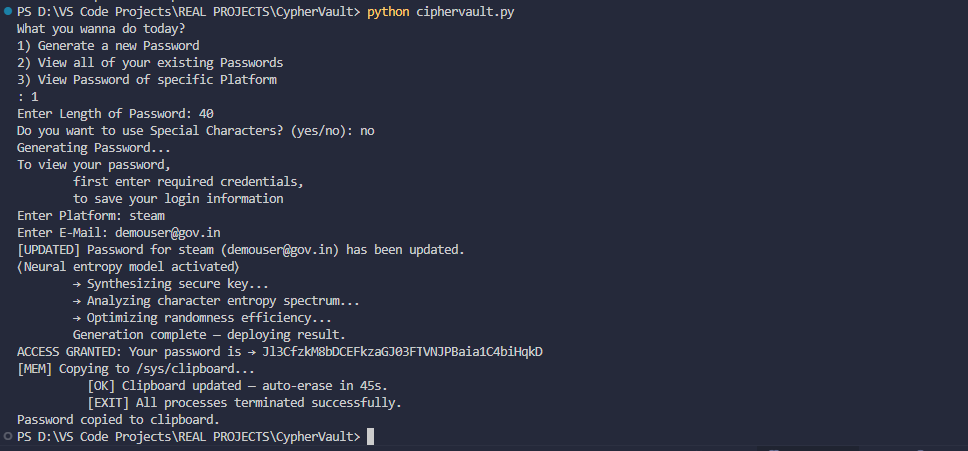 PS D:\VS Code Projects\REAL PROJECTS\CypherVault> python ciphervault.py
What you wanna do today?
1) Generate a new Password
2) View all of your existing Passwords
3) View Password of specific Platform
: 1
Enter Length of Password: 40
Do you want to use Special Characters? (yes/no): no
Generating Password...
To view your password,
first enter required credentials,
to save your login information
Enter Platform: steam
Enter E-Mail: demouser@gov.in
[UPDATED] Password for steam (demouser@gov.in) has been updated.
⟨Neural entropy model activated⟩
→ Synthesizing secure key...
→ Analyzing character entropy spectrum...
→ Optimizing randomness efficiency...
Generation complete — deploying result.
ACCESS GRANTED: Your password is → Jl3CfzkM8bDCEFkzaGJ03FTVNJPBaia1C4biHqkD
[MEM] Copying to /sys/clipboard...
[OK] Clipboard updated — auto-erase in 45s.
[EXIT] All processes terminated successfully.
Password copied to clipboard.
PS D:\VS Code Projects\REAL PROJECTS\CypherVault>